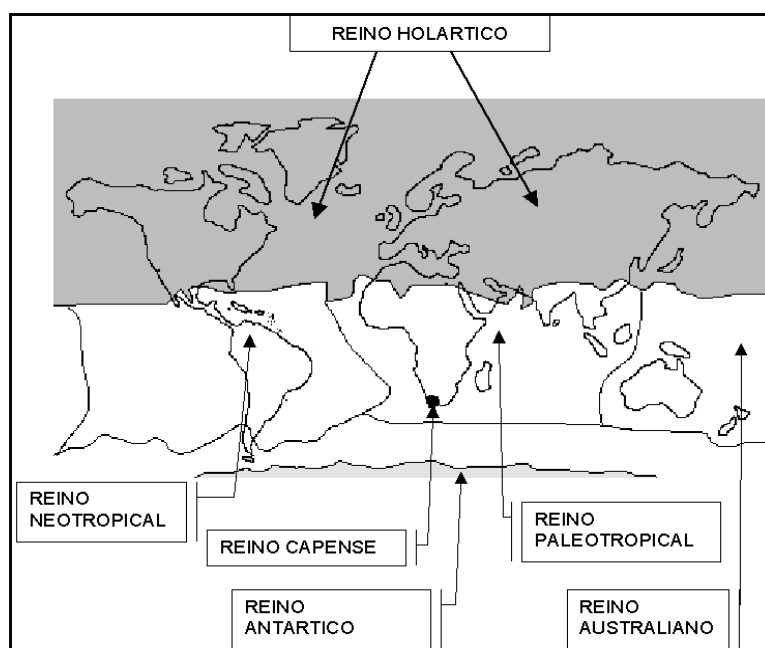 REINO HOLARTICO
REINO
NEOTROPICAL
REINO CAPENSE
REINO
PALEOTROPICAL
REINO
ANTARTICO
REINO
AUSTRALIANO